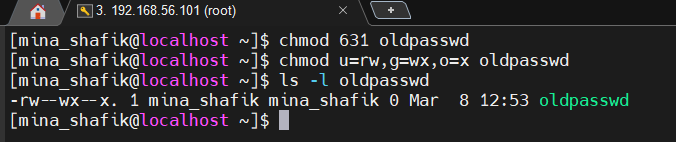 3. 192.168.56.101 (root)
[mina_shafik@localhost ~]$ chmod 631 oldpasswd
[mina_shafik@localhost ~]$ chmod u=rw,g=wx,o=x oldpasswd
[mina_shafik@localhost ~]$ ls -l oldpasswd
-rw--wx--x. 1 mina_shafik mina_shafik 0 Mar  8 12:53 oldpasswd
[mina_shafik@localhost ~]$